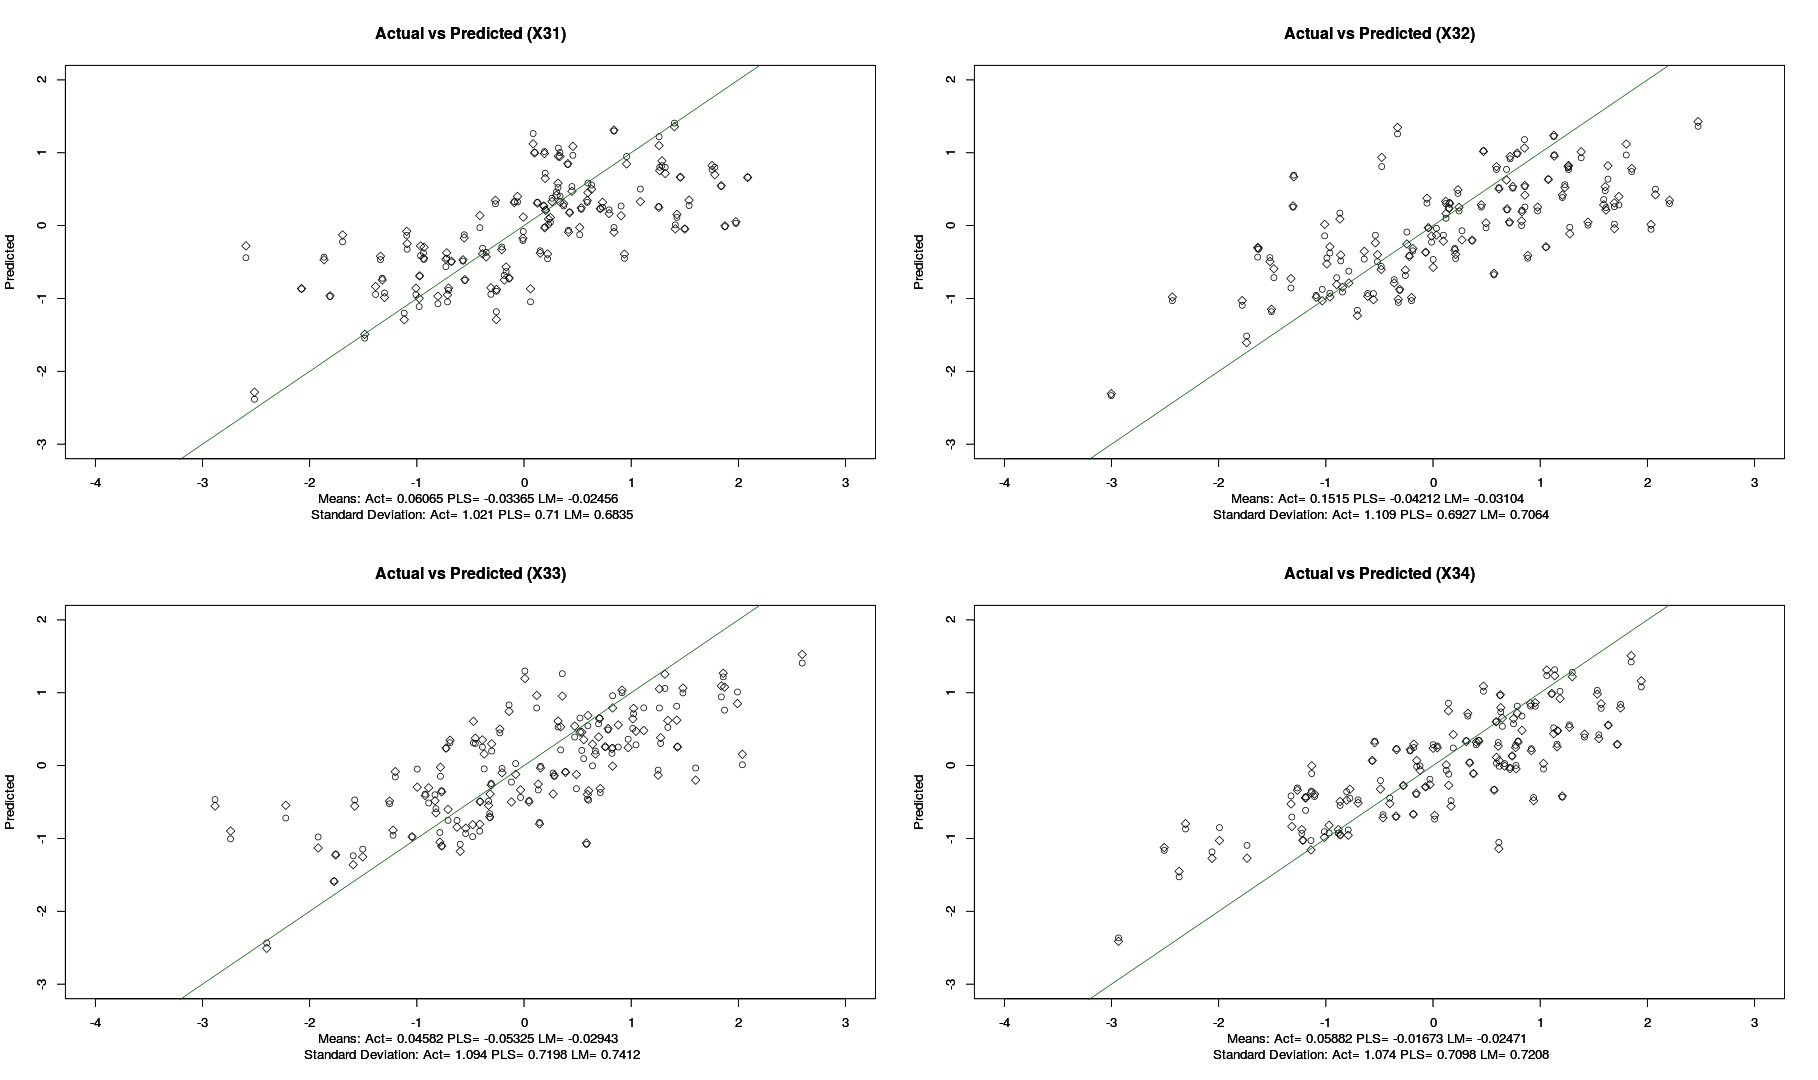 Actual vs Predicted (X31)
Predicted
2
1
0
-1
-2
-3
-4 -3 -2 -1 0 1 2 3
Means: Act= 0.06065 PLS= -0.03365 LM= -0.02456
Standard Deviation: Act= 1.021 PLS= 0.71 LM= 0.6835
Actual vs Predicted (X32)
Predicted
2
1
0
-1
-2
-3
-4 -3 -2 -1 0 1 2 3
Means: Act= 0.1515 PLS= -0.04212 LM= -0.03104
Standard Deviation: Act= 1.109 PLS= 0.6927 LM= 0.7064
Actual vs Predicted (X33)
Predicted
2
1
0
-1
-2
-3
-4 -3 -2 -1 0 1 2 3
Means: Act= 0.04582 PLS= -0.05325 LM= -0.02943
Standard Deviation: Act= 1.094 PLS= 0.7198 LM= 0.7412
Actual vs Predicted (X34)
Predicted
2
1
0
-1
-2
-3
-4 -3 -2 -1 0 1 2 3
Means: Act= 0.05882 PLS= -0.01673 LM= -0.02471
Standard Deviation: Act= 1.074 PLS= 0.7098 LM= 0.7208